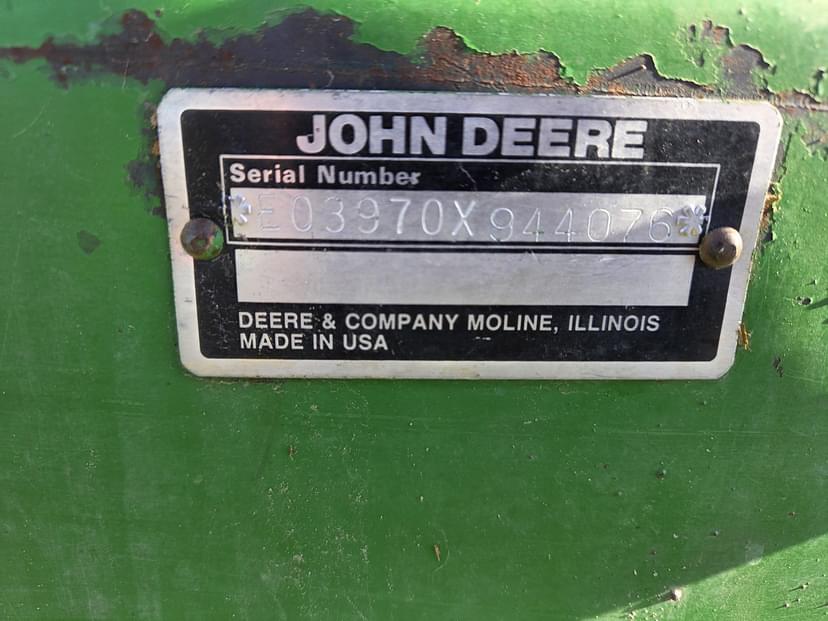 JOHN DEERE
Serial Number
*E03970X944076*
DEERE & COMPANY MOLINE, ILLINOIS
MADE IN USA